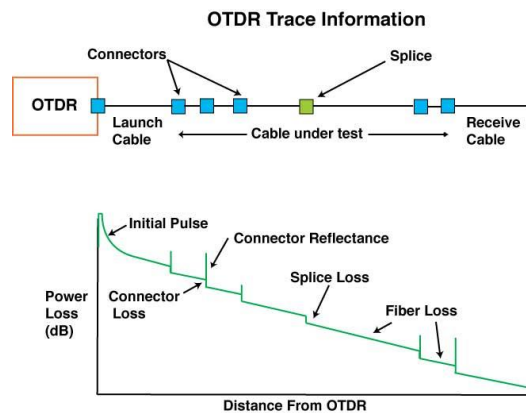 OTDR Trace Information
Connectors
Splice
OTDR
Launch
Cable
Cable under test
Receive
Cable
Initial Pulse
Connector Reflectance
Splice Loss
Connector
Loss
Fiber Loss
Power
Loss
(dB)
Distance From OTDR